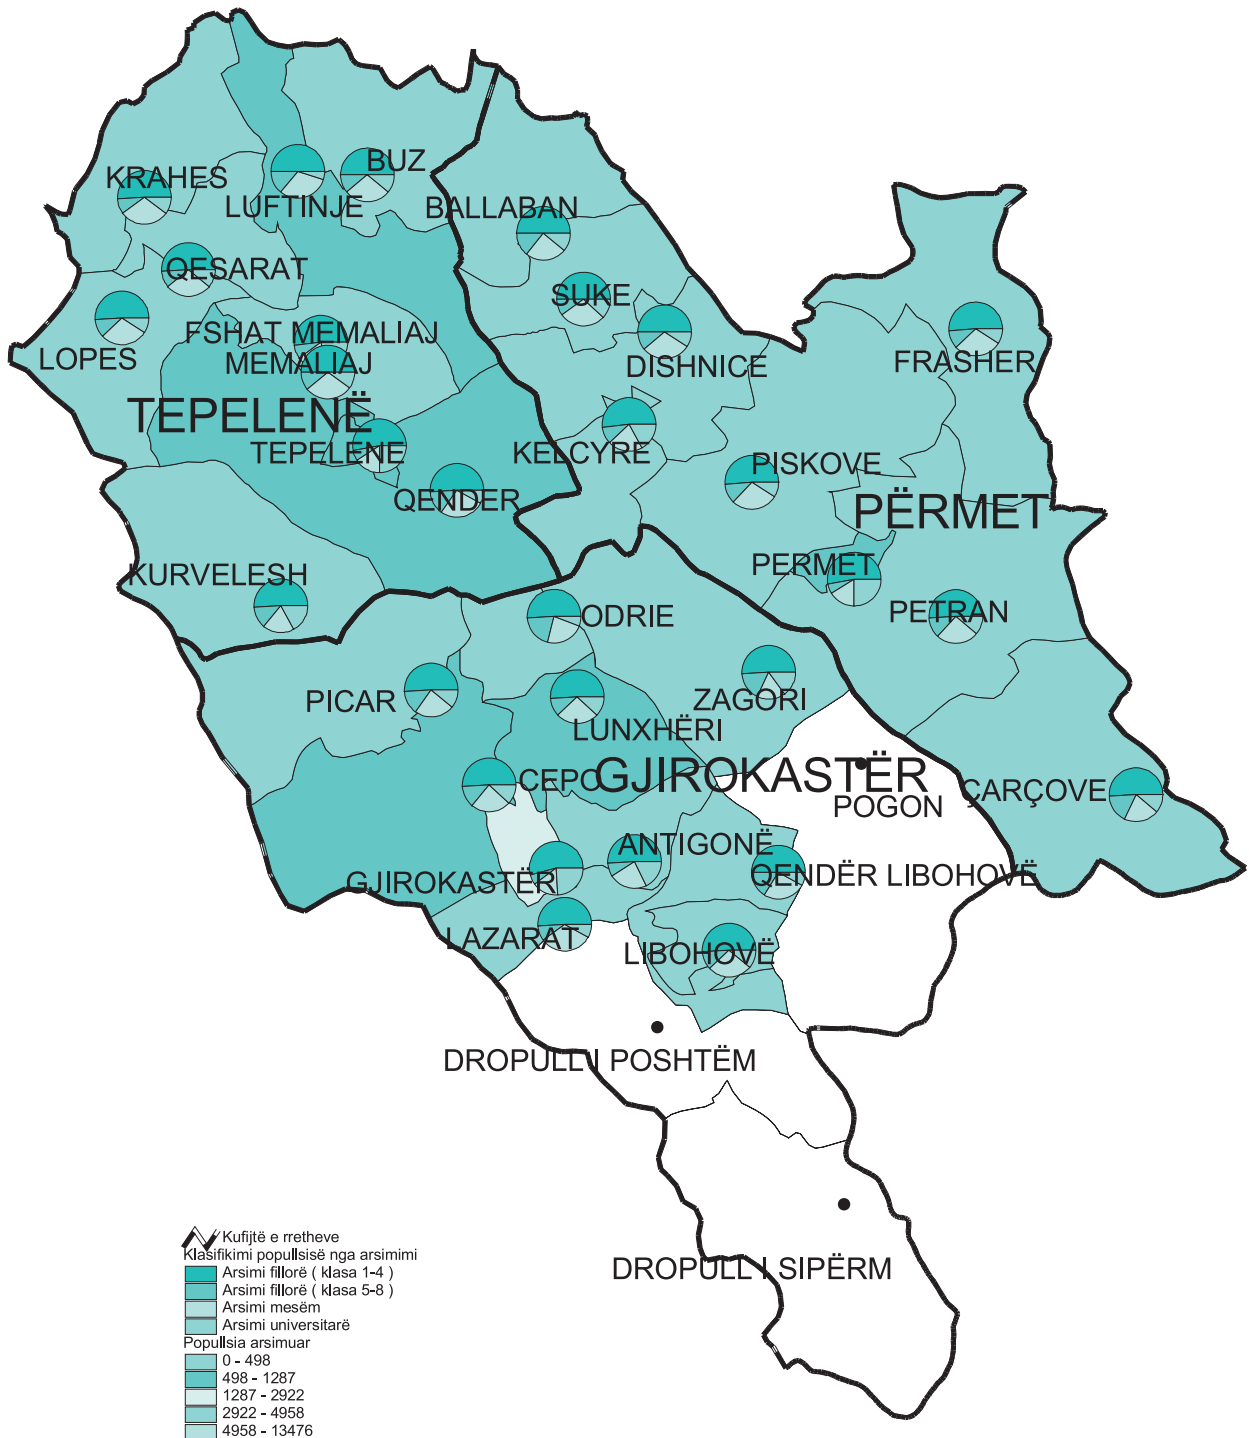 BUZ
KRAHES
LUFTINJE
BALLABAN
QESARAT
SUKE
FSHAT MEMALIAJ
LOPES
MEMALIAJ
DISHNICE
FRASHER
TEPELENË
TEPELENE
KELCYRE
PISKOVE
QENDER
PËRMET
PERMET
KURVELESH
ODRIE
PETRAN
PICAR
ZAGORI
LUNXHËRI
CEPO
GJIROKASTËR
POGON
ÇARÇOVE
ANTIGONË
GJIROKASTËR
QENDËR LIBOHOVË
LAZARAT
LIBOHOVË
DROPULL I POSHTËM
DROPULL I SIPËRM
Kufijtë e rretheve
Klasifikimi popullsisë nga arsimimi
Arsimi fillorë ( klasa 1-4 )
Arsimi fillorë ( klasa 5-8 )
Arsimi mesëm
Arsimi universitarë
Popullsia arsimuar
0 - 498
498 - 1287
1287 - 2922
2922 - 4958
4958 - 13476